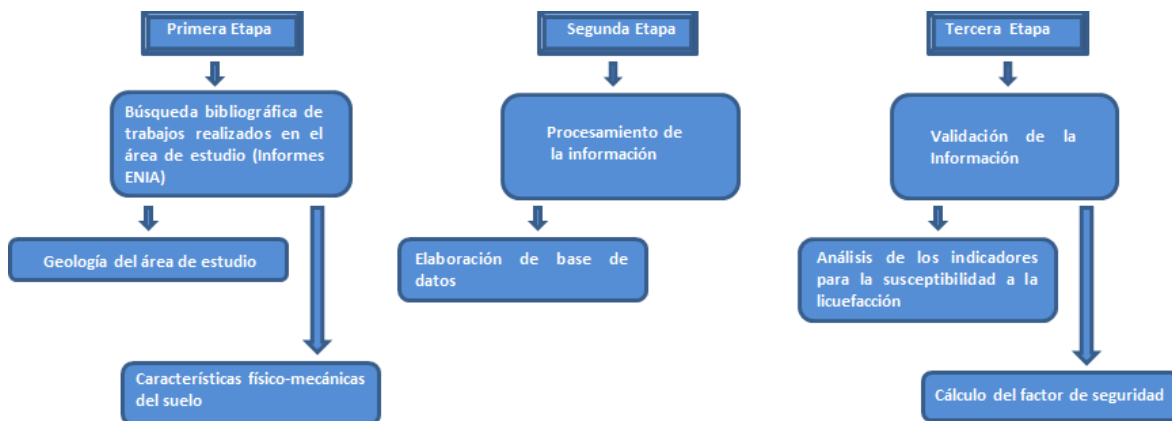 Primera Etapa
Búsqueda bibliográfica de
trabajos realizados en el
área de estudio (Informes
ENIA)
Geología del área de estudio
Características físico-mecánicas
del suelo
Segunda Etapa
Procesamiento de
la información
Elaboración de base de
datos
Tercera Etapa
Validación de la
Información
Análisis de los indicadores
para la susceptibilidad a la
licuefacción
Cálculo del factor de seguridad